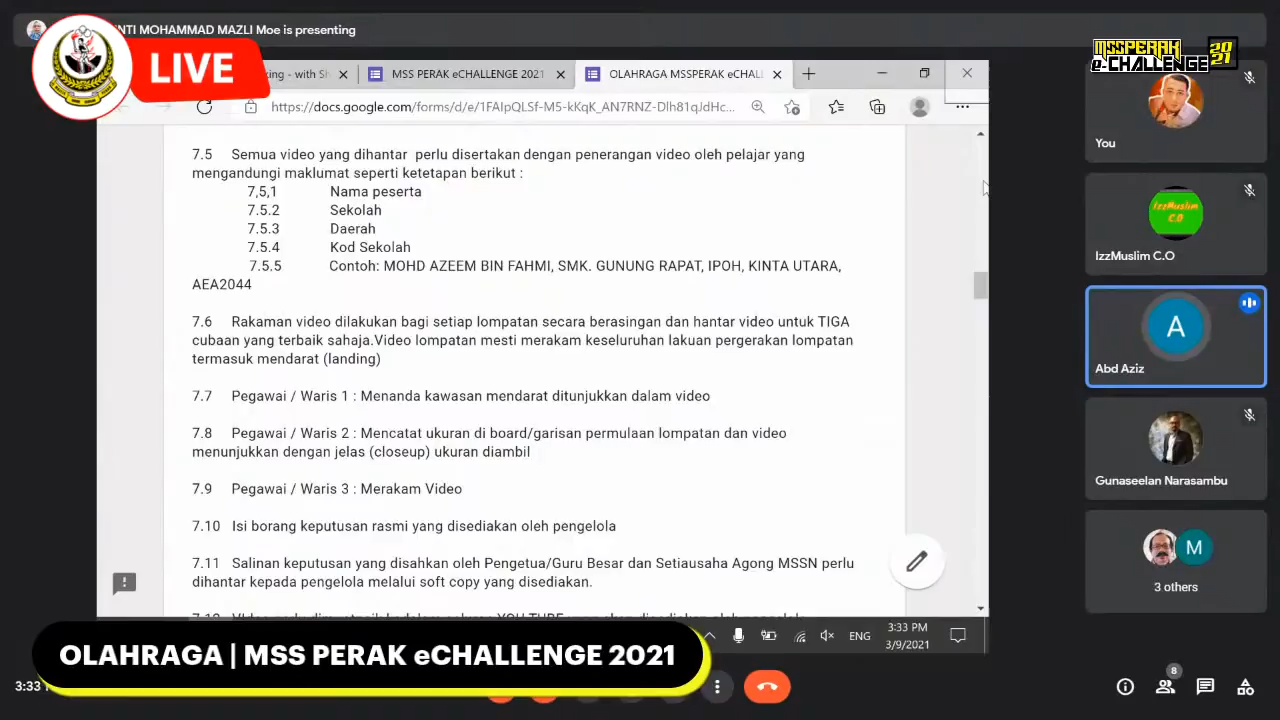 NTI MOHAMMAD MAZLI Moe is presenting
LIVE
MSSPERAK 2021
e-CHALLENGE
king - with Sh
MSS PERAK eCHALLENGE 2021
OLAHRAGA MSSPERAK eCHAL
https://docs.google.com/forms/d/e/1FAIpQLSf-M5-kKqK_AN7RNZ-Dlh81qJdHc...
7.5 Semua video yang dihantar perlu disertakan dengan penerangan video oleh pelajar yang
mengandungi maklumat seperti ketetapan berikut :
7,5,1 Nama peserta
7.5.2 Sekolah
7.5.3 Daerah
7.5.4 Kod Sekolah
7.5.5 Contoh: MOHD AZEEM BIN FAHMI, SMK. GUNUNG RAPAT, IPOH, KINTA UTARA,
AEA2044
7.6 Rakaman video dilakukan bagi setiap lompatan secara berasingan dan hantar video untuk TIGA
cubaan yang terbaik sahaja.Video lompatan mesti merakam keseluruhan lakuan pergerakan lompatan
termasuk mendarat (landing)
7.7 Pegawai / Waris 1 : Menanda kawasan mendarat ditunjukkan dalam video
7.8 Pegawai / Waris 2 : Mencatat ukuran di board/garisan permulaan lompatan dan video
menunjukkan dengan jelas (closeup) ukuran diambil
7.9 Pegawai / Waris 3 : Merakam Video
7.10 Isi borang keputusan rasmi yang disediakan oleh pengelola
7.11 Salinan keputusan yang disahkan oleh Pengetua/Guru Besar dan Setiausaha Agong MSSN perlu
dihantar kepada pengelola melalui soft copy yang disediakan.
ENG
3:33 PM
3/9/2021
You
IzzMuslim C.O
IzzMuslim C.O
A
Abd Aziz
Gunaseelan Narasambu
M
3 others
OLAHRAGA | MSS PERAK eCHALLENGE 2021
3:33
8